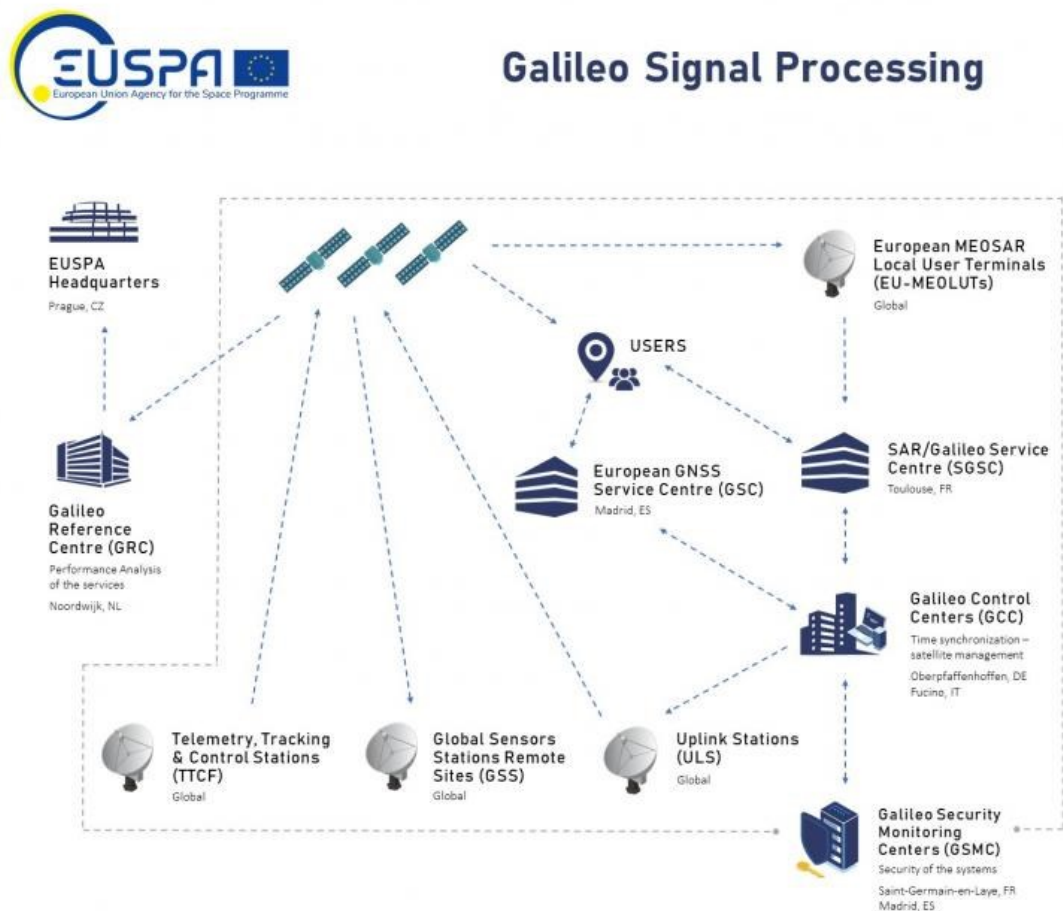 EUSPA
European Union Agency for the Space Programme
Galileo Signal Processing
EUSPA
Headquarters
Prague, CZ
European MEOSAR
Local User Terminals
(EU-MEOLUTs)
Global
USERS
Galileo
Reference
Centre (GRC)
Performance Analysis
of the services
Noordwijk, NL
European GNSS
Service Centre (GSC)
Madrid, ES
SAR/Galileo Service
Centre (SGSC)
Toulouse, FR
Galileo Control
Centers (GCC)
Time synchronization –
satellite management
Oberpfaffenhoffen, DE
Fucino, IT
Telemetry, Tracking
& Control Stations
(TTCF)
Global
Global Sensors
Stations Remote
Sites (GSS)
Global
Uplink Stations
(ULS)
Global
Galileo Security
Monitoring
Centers (GSMC)
Security of the systems
Saint-Germain-en-Laye, FR
Madrid, ES